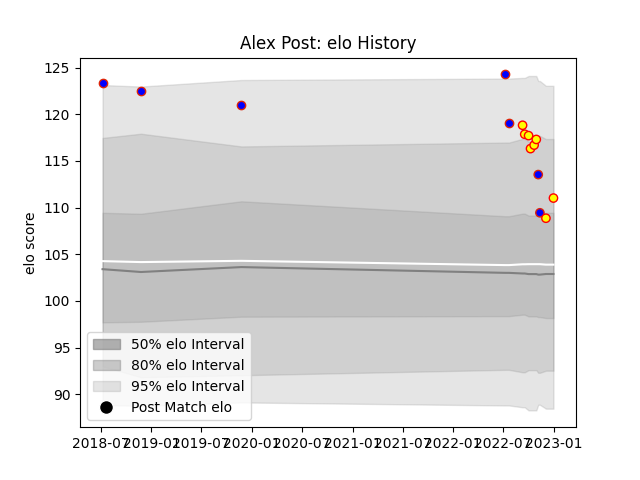 Alex Post: elo History
elo score
125
120
115
110
105
100
95
90
50% elo Interval
80% elo Interval
95% elo Interval
Post Match elo
2018-07 2019-01 2019-07 2020-01 2020-07 2021-01 2021-07 2022-01 2022-07 2023-01